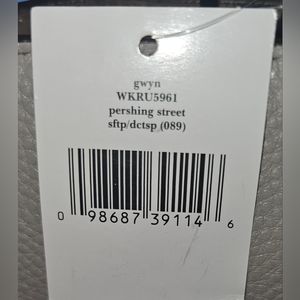 gwyn
WKRU5961
pershing street
sftp/dctsp (089)
0 98687 39114 6